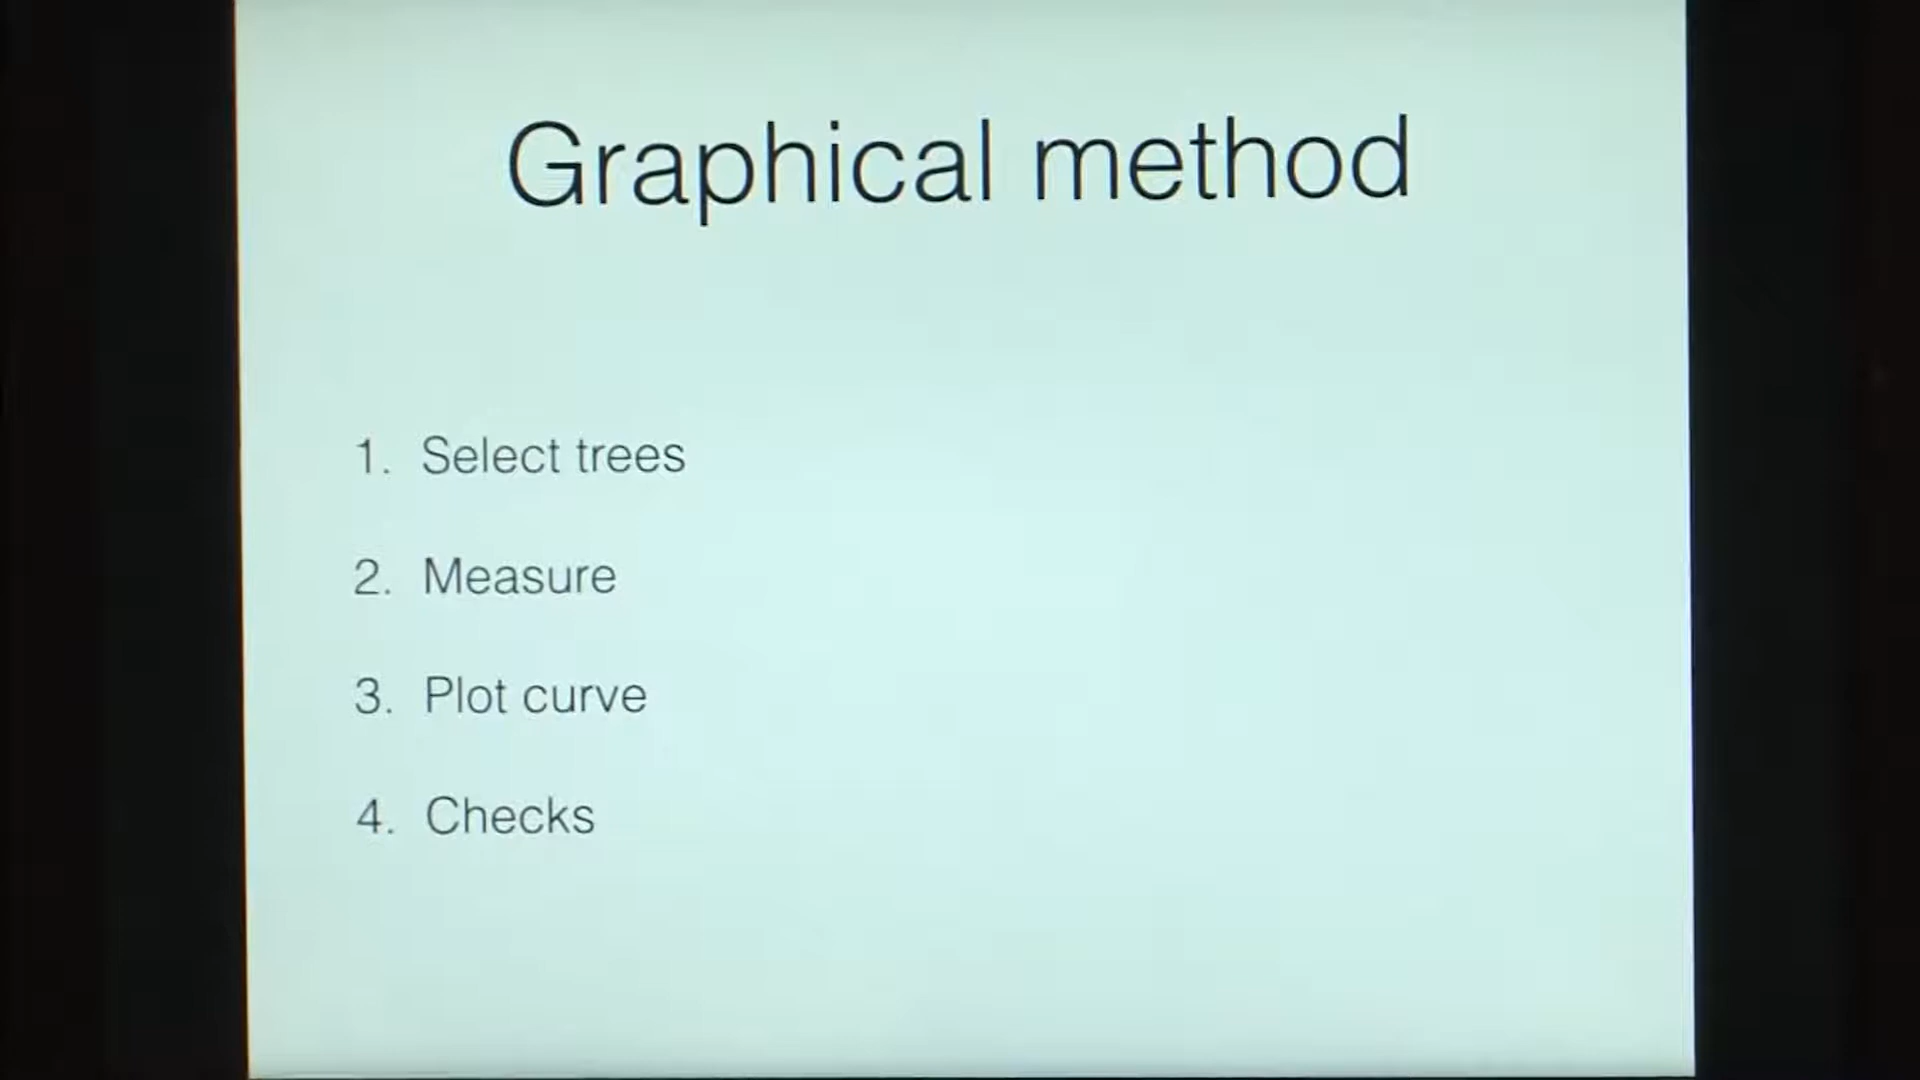 Graphical method
1. Select trees
2. Measure
3. Plot curve
4. Checks